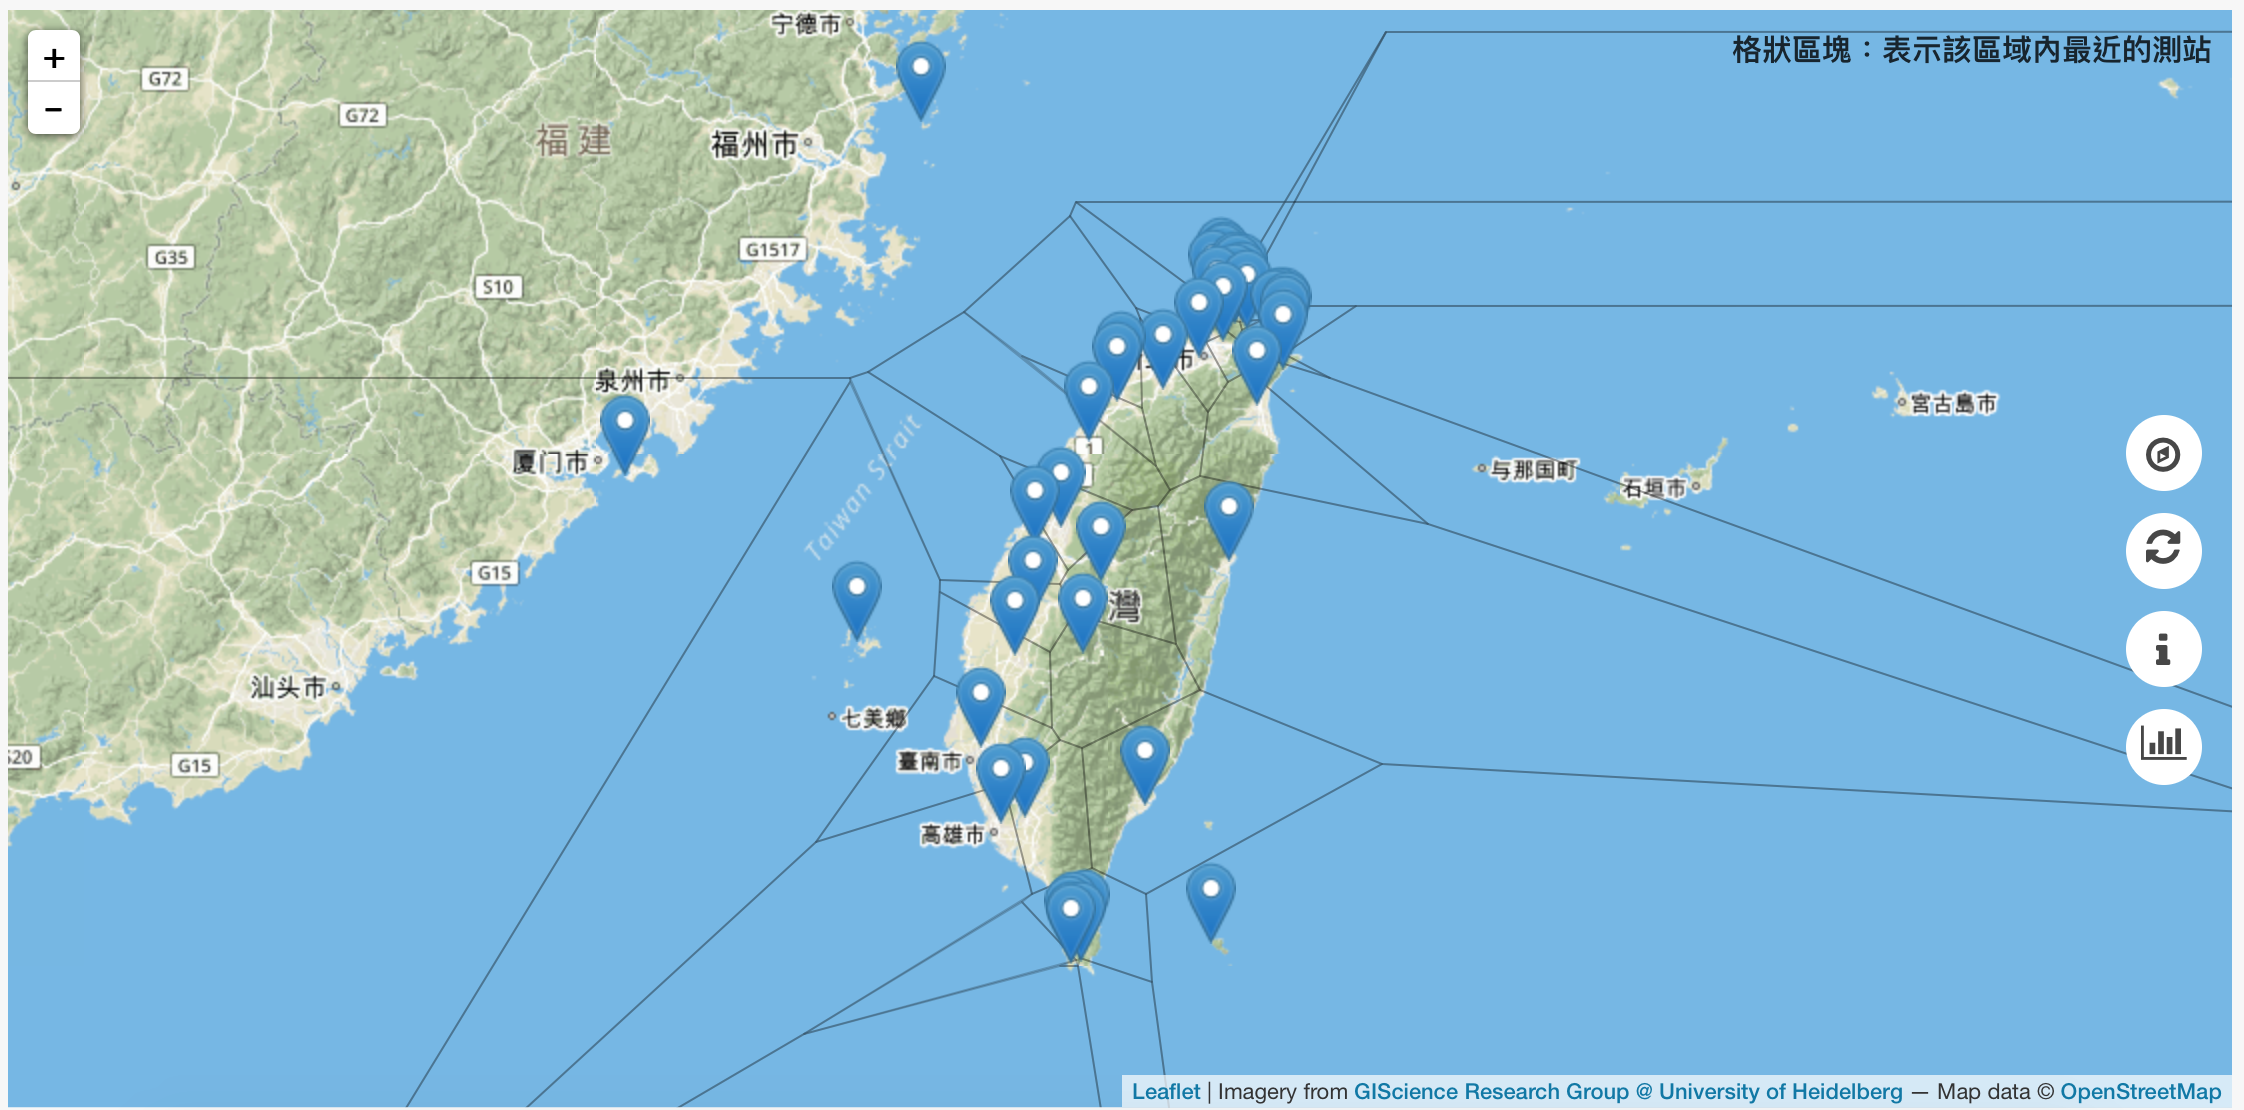 +
−
格狀區塊：表示該區域內最近的測站
宁德市
G72
G72
福建
福州市
G1517
G35
S10
泉州市
厦门市
市
1
Taiwan Strait
宮古島市
与那国町
石垣市
G15
灣
汕头市
七美鄉
S20
G15
臺南市
高雄市
Leaflet | Imagery from GIScience Research Group @ University of Heidelberg — Map data © OpenStreetMap